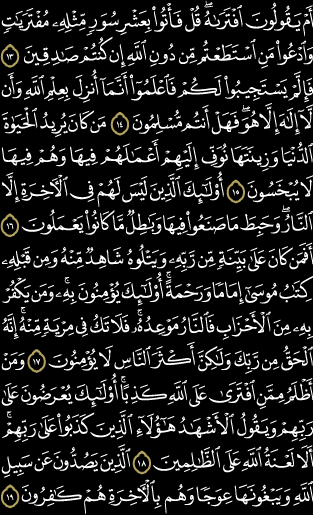 أَمْ يَقُولُونَ ٱفْتَرَىٰهُ ۖ قُلْ فَأْتُوا۟ بِعَشْرِ سُوَرٍ مِّثْلِهِۦ مُفْتَرَيَٰتٍ
وَٱدْعُوا۟ مَنِ ٱسْتَطَعْتُم مِّن دُونِ ٱللَّهِ إِن كُنتُمْ صَٰدِقِينَ ١٣
فَإِلَّمْ يَسْتَجِيبُوا۟ لَكُمْ فَٱعْلَمُوٓا۟ أَنَّمَآ أُنزِلَ بِعِلْمِ ٱللَّهِ وَأَن
لَّآ إِلَٰهَ إِلَّا هُوَ ۖ فَهَلْ أَنتُم مُّسْلِمُونَ ١٤ مَن كَانَ يُرِيدُ ٱلْحَيَوٰةَ
ٱلدُّنْيَا وَزِينَتَهَا نُوَفِّ إِلَيْهِمْ أَعْمَٰلَهُمْ فِيهَا وَهُمْ فِيهَا
لَا يُبْخَسُونَ ١٥ أُو۟لَٰٓئِكَ ٱلَّذِينَ لَيْسَ لَهُمْ فِى ٱلْءَاخِرَةِ إِلَّا
ٱلنَّارُ ۖ وَحَبِطَ مَا صَنَعُوا۟ فِيهَا وَبَٰطِلٌ مَّا كَانُوا۟ يَعْمَلُونَ ١٦
أَفَمَن كَانَ عَلَىٰ بَيِّنَةٍ مِّن رَّبِّهِۦ وَيَتْلُوهُ شَاهِدٌ مِّنْهُ وَمِن قَبْلِهِۦ
كِتَٰبُ مُوسَىٰٓ إِمَامًا وَرَحْمَةً ۚ أُو۟لَٰٓئِكَ يُؤْمِنُونَ بِهِۦ ۚ وَمَن يَكْفُرْ
بِهِۦ مِنَ ٱلْأَحْزَابِ فَٱلنَّارُ مَوْعِدُهُۥ ۚ فَلَا تَكُ فِى مِرْيَةٍ مِّنْهُ ۚ إِنَّهُ
ٱلْحَقُّ مِن رَّبِّكَ وَلَٰكِنَّ أَكْثَرَ ٱلنَّاسِ لَا يُؤْمِنُونَ ١٧ وَمَنْ
أَظْلَمُ مِمَّنِ ٱفْتَرَىٰ عَلَى ٱللَّهِ كَذِبًا ۚ أُو۟لَٰٓئِكَ يُعْرَضُونَ عَلَىٰ
رَبِّهِمْ وَيَقُولُ ٱلْأَشْهَٰدُ هَٰٓؤُلَآءِ ٱلَّذِينَ كَذَبُوا۟ عَلَىٰ رَبِّهِمْ ۚ
أَلَا لَعْنَةُ ٱللَّهِ عَلَى ٱلظَّٰلِمِينَ ١٨ ٱلَّذِينَ يَصُدُّونَ عَن سَبِيلِ
ٱللَّهِ وَيَبْغُونَهَا عِوَجًا وَهُم بِٱلْءَاخِرَةِ هُمْ كَٰفِرُونَ ١٩